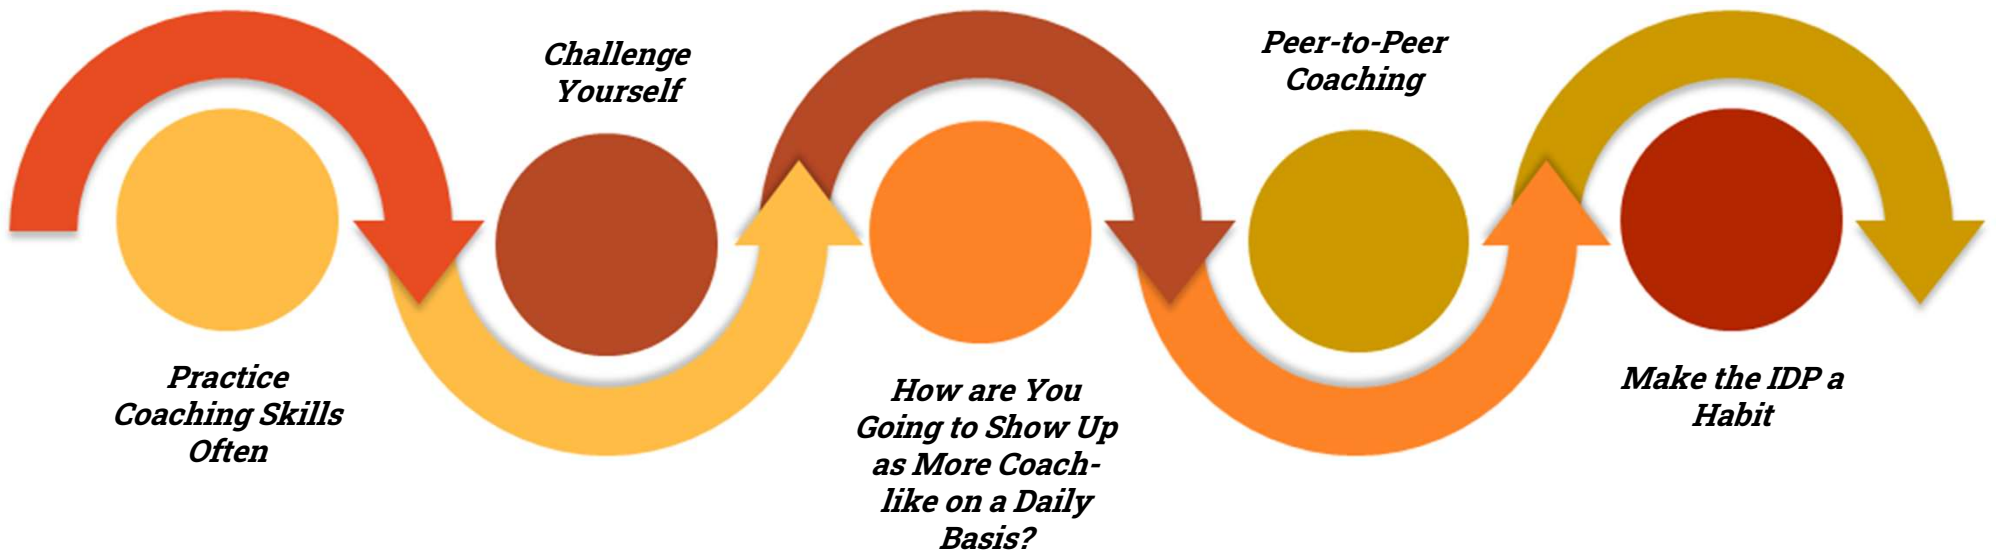 Practice
Coaching Skills
Often
Challenge
Yourself
How are You
Going to Show Up
as More Coach-
like on a Daily
Basis?
Peer-to-Peer
Coaching
Make the IDP a
Habit